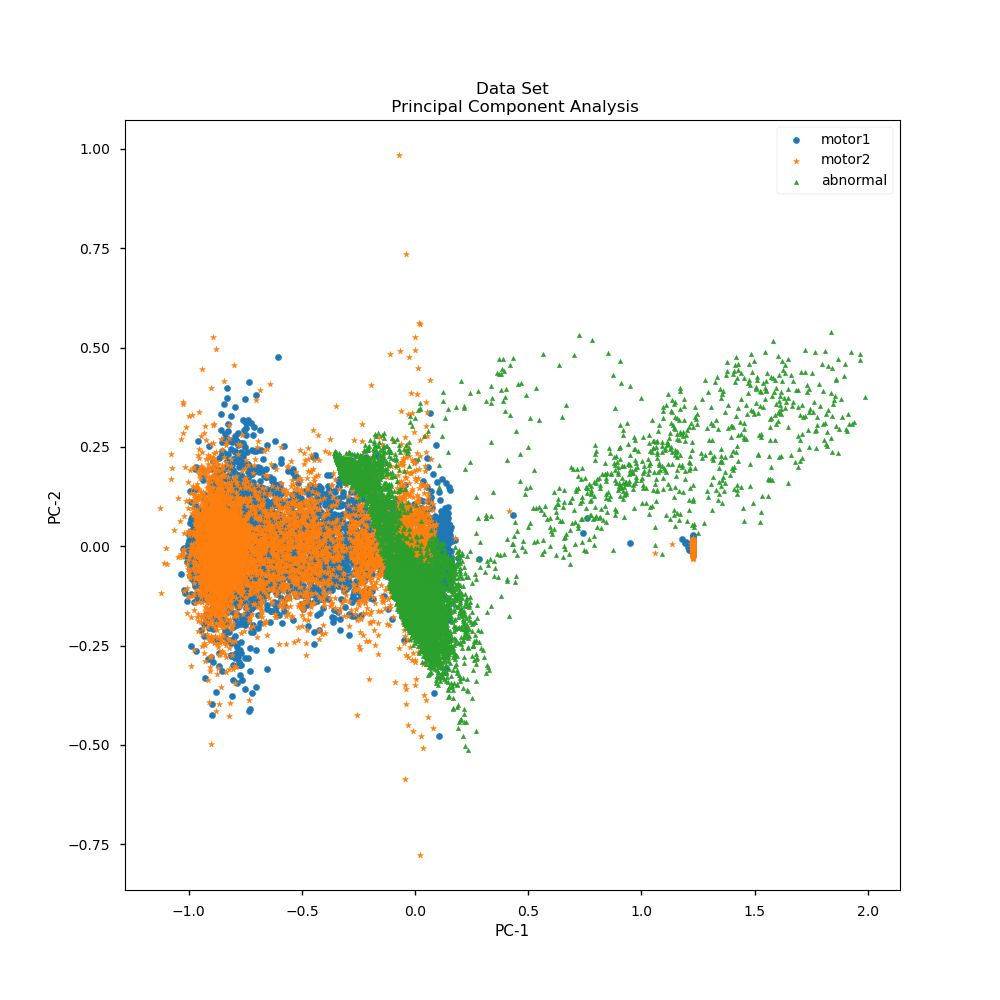 Data Set
Principal Component Analysis
motor1
motor2
abnormal
1.00
0.75
0.50
0.25
0.00
−0.25
−0.50
−0.75
PC-2
−1.0
−0.5
0.0
0.5
1.0
1.5
2.0
PC-1